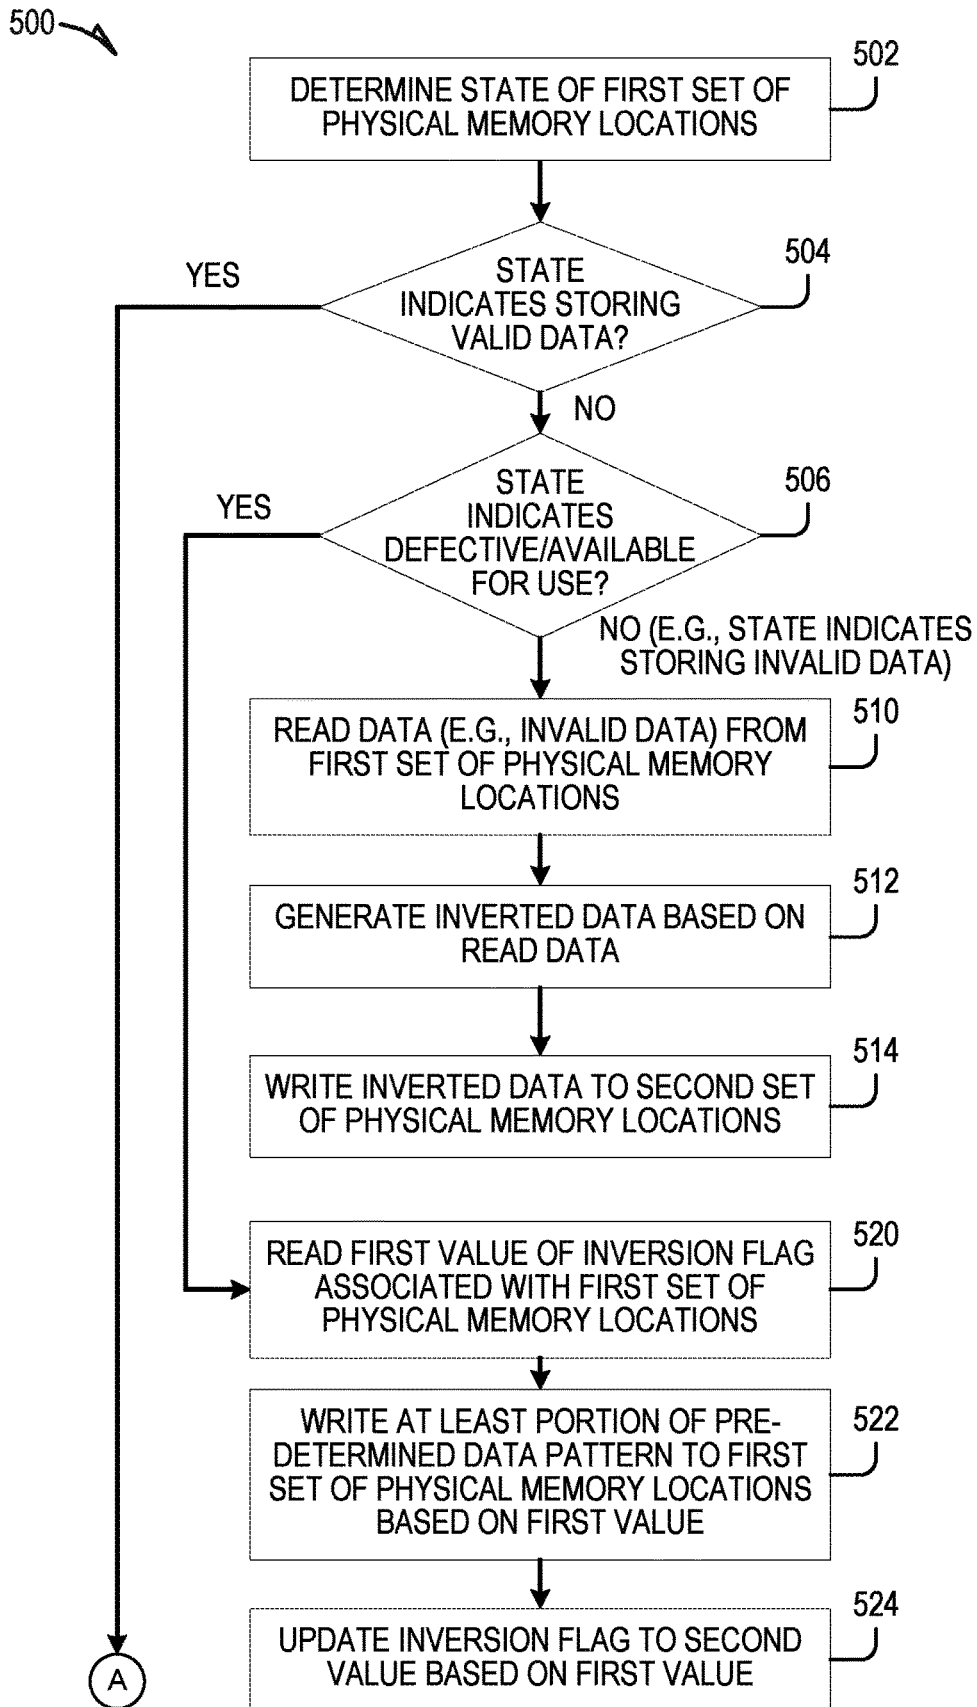 500
502
DETERMINE STATE OF FIRST SET OF
PHYSICAL MEMORY LOCATIONS
504
YES
STATE
INDICATES STORING
VALID DATA?
NO
506
YES
STATE
INDICATES
DEFECTIVE/AVAILABLE
FOR USE?
NO (E.G., STATE INDICATES
STORING INVALID DATA)
510
READ DATA (E.G., INVALID DATA) FROM
FIRST SET OF PHYSICAL MEMORY
LOCATIONS
512
GENERATE INVERTED DATA BASED ON
READ DATA
514
WRITE INVERTED DATA TO SECOND SET
OF PHYSICAL MEMORY LOCATIONS
520
READ FIRST VALUE OF INVERSION FLAG
ASSOCIATED WITH FIRST SET OF
PHYSICAL MEMORY LOCATIONS
522
WRITE AT LEAST PORTION OF PRE-
DETERMINED DATA PATTERN TO FIRST
SET OF PHYSICAL MEMORY LOCATIONS
BASED ON FIRST VALUE
524
UPDATE INVERSION FLAG TO SECOND
VALUE BASED ON FIRST VALUE
A